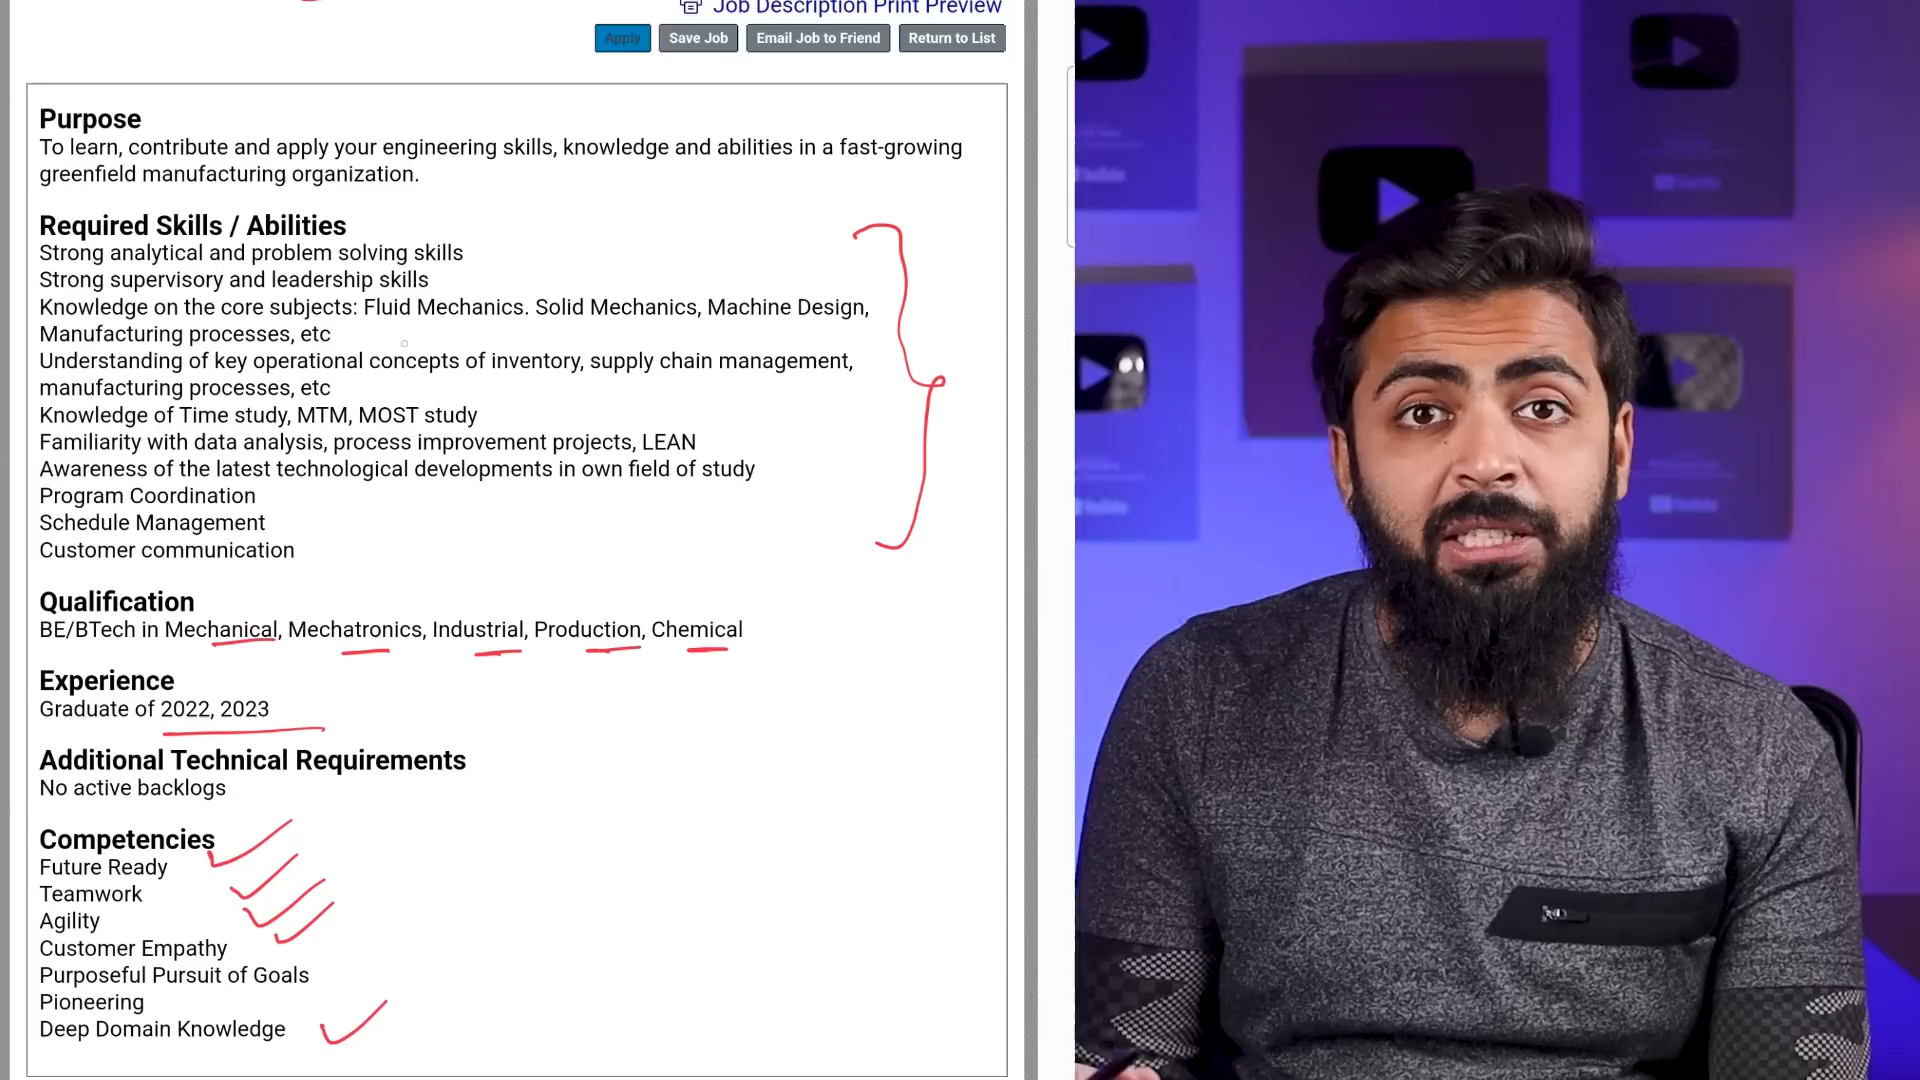 Job Description Print Preview
Apply
Save Job
Email Job to Friend
Return to List
Purpose
To learn, contribute and apply your engineering skills, knowledge and abilities in a fast-growing
greenfield manufacturing organization.
Required Skills / Abilities
Strong analytical and problem solving skills
Strong supervisory and leadership skills
Knowledge on the core subjects: Fluid Mechanics. Solid Mechanics, Machine Design,
Manufacturing processes, etc
Understanding of key operational concepts of inventory, supply chain management,
manufacturing processes, etc
Knowledge of Time study, MTM, MOST study
Familiarity with data analysis, process improvement projects, LEAN
Awareness of the latest technological developments in own field of study
Program Coordination
Schedule Management
Customer communication
Qualification
BE/BTech in Mechanical, Mechatronics, Industrial, Production, Chemical
Experience
Graduate of 2022, 2023
Additional Technical Requirements
No active backlogs
Competencies
Future Ready
Teamwork
Agility
Customer Empathy
Purposeful Pursuit of Goals
Pioneering
Deep Domain Knowledge